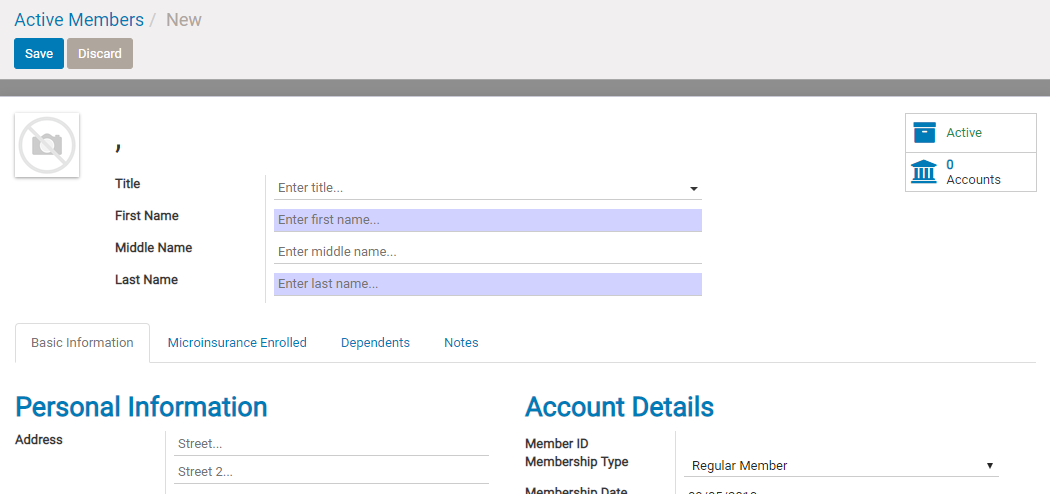 Active Members / New
Save Discard
,
Active
0
Accounts
Title Enter title...
First Name Enter first name...
Middle Name Enter middle name...
Last Name Enter last name...
Basic Information Microinsurance Enrolled Dependents Notes
Personal Information
Address Street...
Street 2...
Account Details
Member ID
Membership Type Regular Member
Membership Date